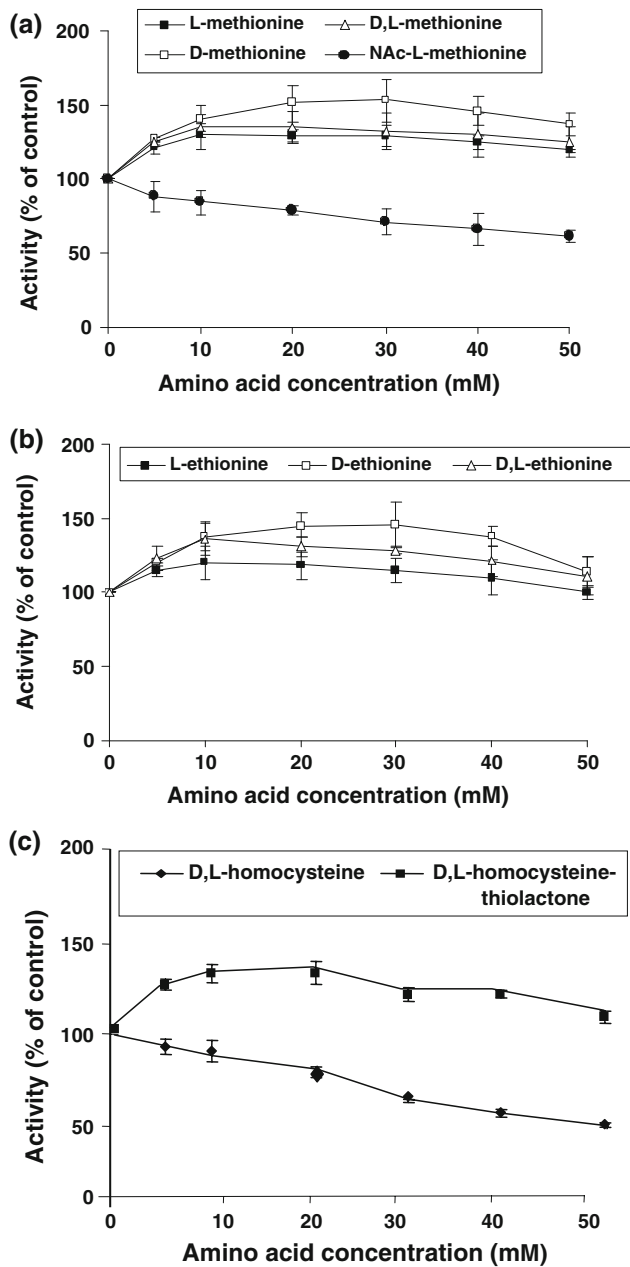 (a)
L-methionine D,L-methionine
D-methionine NAc-L-methionine
200
150
100
50
0
Activity (% of control)
0 10 20 30 40 50
Amino acid concentration (mM)
(b)
L-ethionine D-ethionine D,L-ethionine
200
150
100
50
0
Activity (% of control)
0 10 20 30 40 50
Amino acid concentration (mM)
(c)
D,L-homocysteine D,L-homocysteine-
thiolactone
200
150
100
50
0
Activity (% of control)
0 10 20 30 40 50
Amino acid concentration (mM)